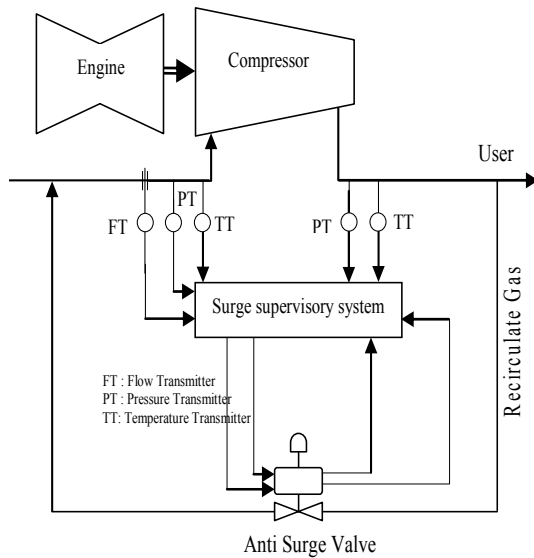 Engine
Compressor
User
PT
FT
TT
PT
TT
Surge supervisory system
Recirculate Gas
FT : Flow Transmitter
PT : Pressure Transmitter
TT: Temperature Transmitter
Anti Surge Valve